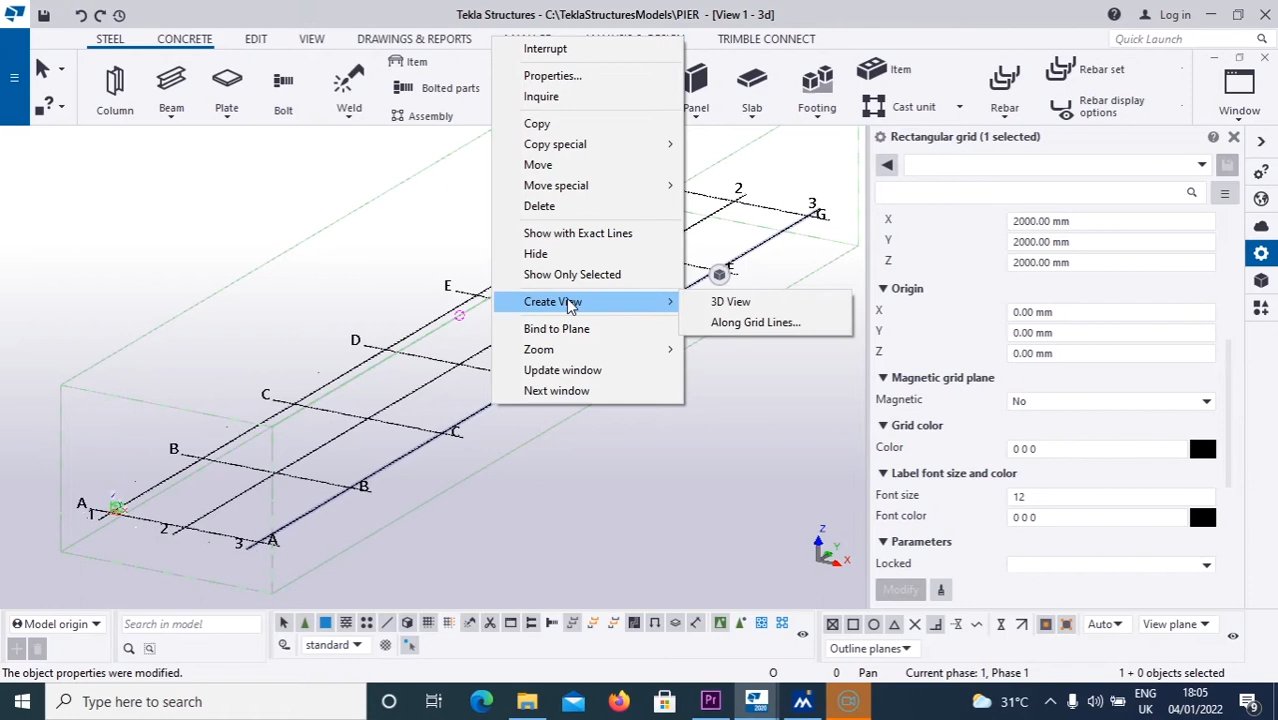 Tekla Structures - C:\TeklaStructuresModels\PIER - [View 1 - 3d]
Log in
STEEL
CONCRETE
EDIT
VIEW
DRAWINGS & REPORTS
TRIMBLE CONNECT
Quick Launch
Column
Beam
Plate
Bolt
Weld
Item
Bolted parts
Assembly
Panel
Slab
Footing
Item
Cast unit
Rebar
Rebar set
Rebar display
options
Window
Interrupt
Properties...
Inquire
Copy
Copy special
Move
Move special
Delete
Show with Exact Lines
Hide
Show Only Selected
Create View
Bind to Plane
Zoom
Update window
Next window
3D View
Along Grid Lines...
2
3
G
E
D
C
C
B
B
A
1
2
3
A
Z
Y
X
Rectangular grid (1 selected)
X 2000.00 mm
Y 2000.00 mm
Z 2000.00 mm
Origin
X 0.00 mm
Y 0.00 mm
Z 0.00 mm
Magnetic grid plane
Magnetic No
Grid color
Color 0 0 0
Label font size and color
Font size 12
Font color 0 0 0
Parameters
Locked
Modify
Model origin
Search in model
standard
Auto
View plane
Outline planes
The object properties were modified.
O
0
Pan
Current phase: 1, Phase 1
1 + 0 objects selected
Type here to search
Pr
2020
31°C
ENG
UK
18:05
04/01/2022
9